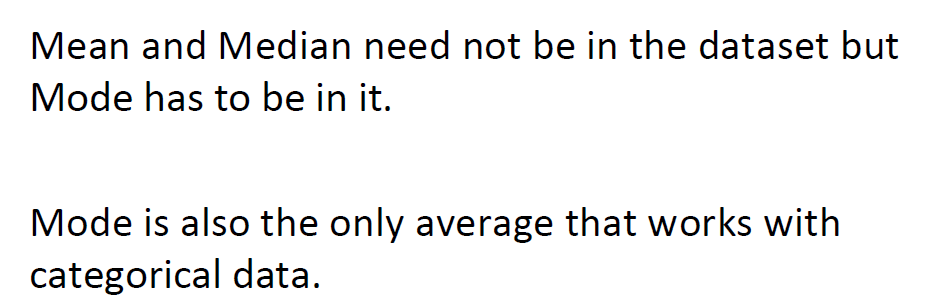 Mean and Median need not be in the dataset but
Mode has to be in it.
Mode is also the only average that works with
categorical data.